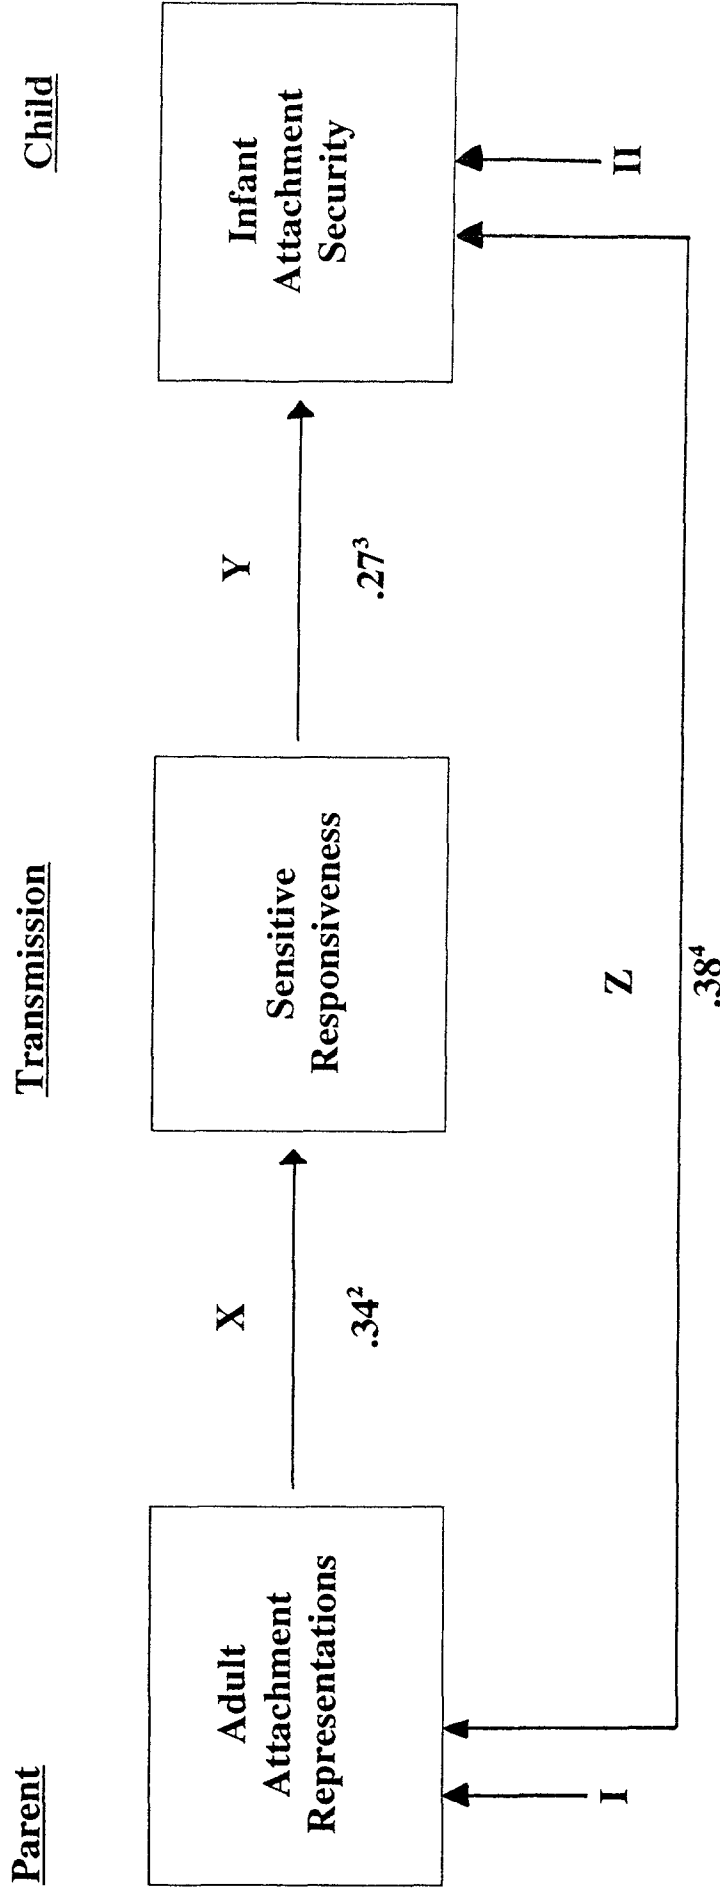 Parent
Transmission
Child
Adult
Attachment
Representations
X
.34²
Sensitive
Responsiveness
Y
.27³
Infant
Attachment
Security
I
Z
.38⁴
II